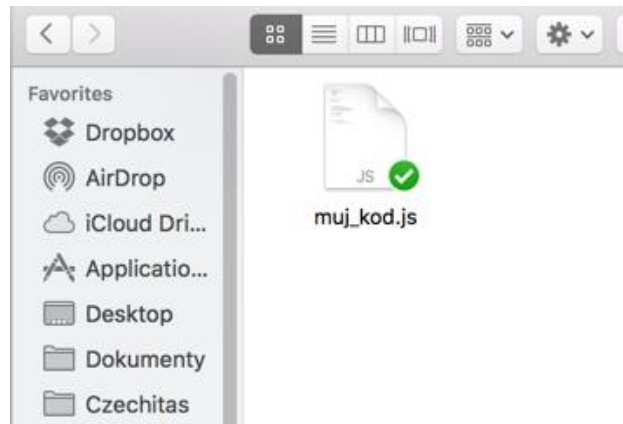 Favorites
Dropbox
AirDrop
iCloud Dri...
Applicatio...
Desktop
Dokumenty
Czechitas
JS
muj_kod.js